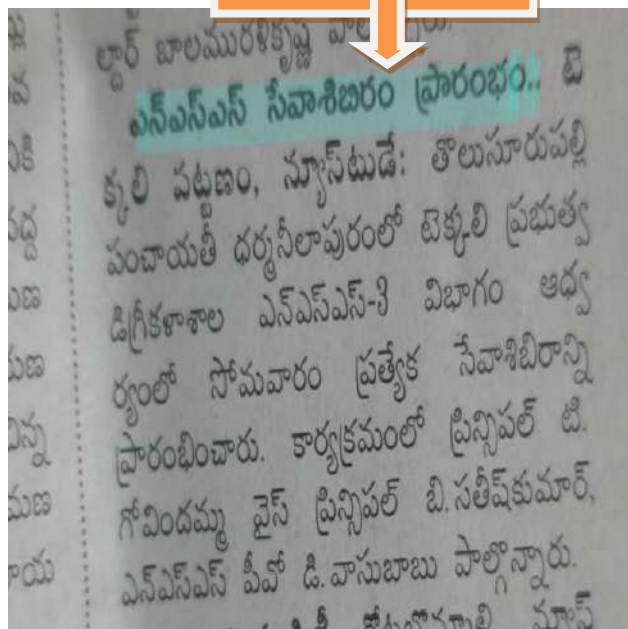 ల్దార్ బాలమురళీకృష్ణ
ఎన్ఎస్ఎస్ సేవాశిబిరం ప్రారంభం.. టె
క్కలి పట్టణం, న్యూస్‌టుడే: తొలుసూరుపల్లి
పంచాయతీ ధర్మనీలాపురంలో టెక్కలి ప్రభుత్వ
డిగ్రీకళాశాల ఎన్ఎస్ఎస్-3 విభాగం ఆధ్వ
ర్యంలో సోమవారం ప్రత్యేక సేవాశిబిరాన్ని
ప్రారంభించారు. కార్యక్రమంలో ప్రిన్సిపల్ టి.
గోవిందమ్మ వైస్ ప్రిన్సిపల్ బి.సతీష్‌కుమార్,
ఎన్ఎస్ఎస్ పీవో డి.వాసుబాబు పాల్గొన్నారు.